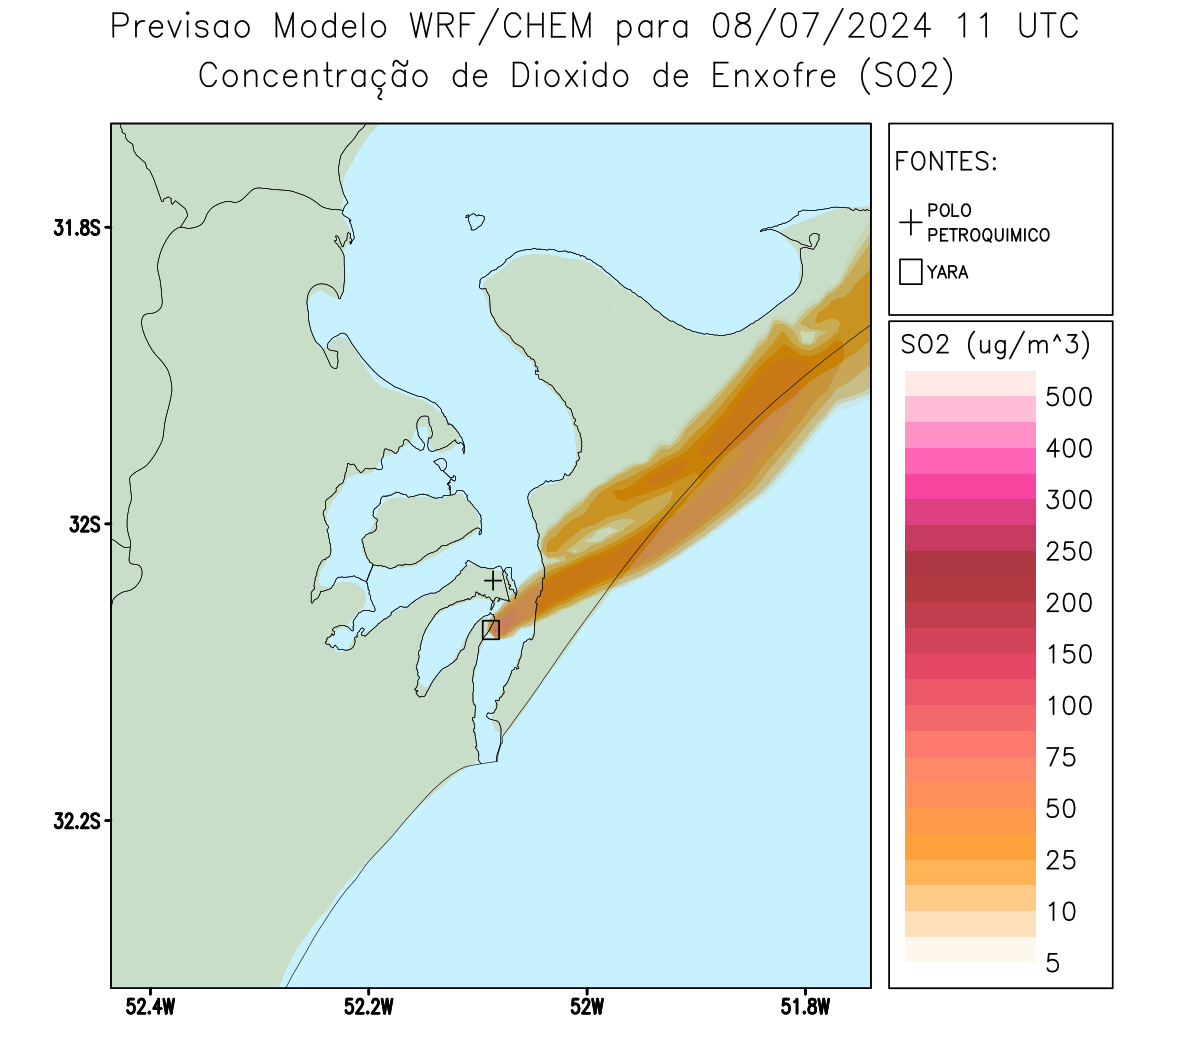 Previsao Modelo WRF/CHEM para 08/07/2024 11 UTC
Concentração de Dioxido de Enxofre (SO2)
FONTES:
POLO
PETROQUIMICO
YARA
SO2 (ug/m^3)
500
400
300
250
200
150
100
75
50
25
10
5
31.8S
32S
32.2S
52.4W
52.2W
52W
51.8W